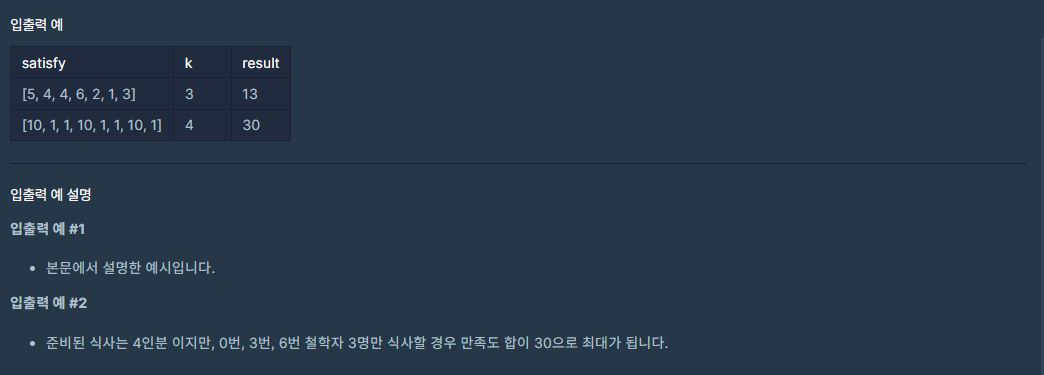 입출력 예
satisfy k result
[5, 4, 4, 6, 2, 1, 3] 3 13
[10, 1, 1, 10, 1, 1, 10, 1] 4 30
입출력 예 설명
입출력 예 #1
• 본문에서 설명한 예시입니다.
입출력 예 #2
• 준비된 식사는 4인분 이지만, 0번, 3번, 6번 철학자 3명만 식사할 경우 만족도 합이 30으로 최대가 됩니다.